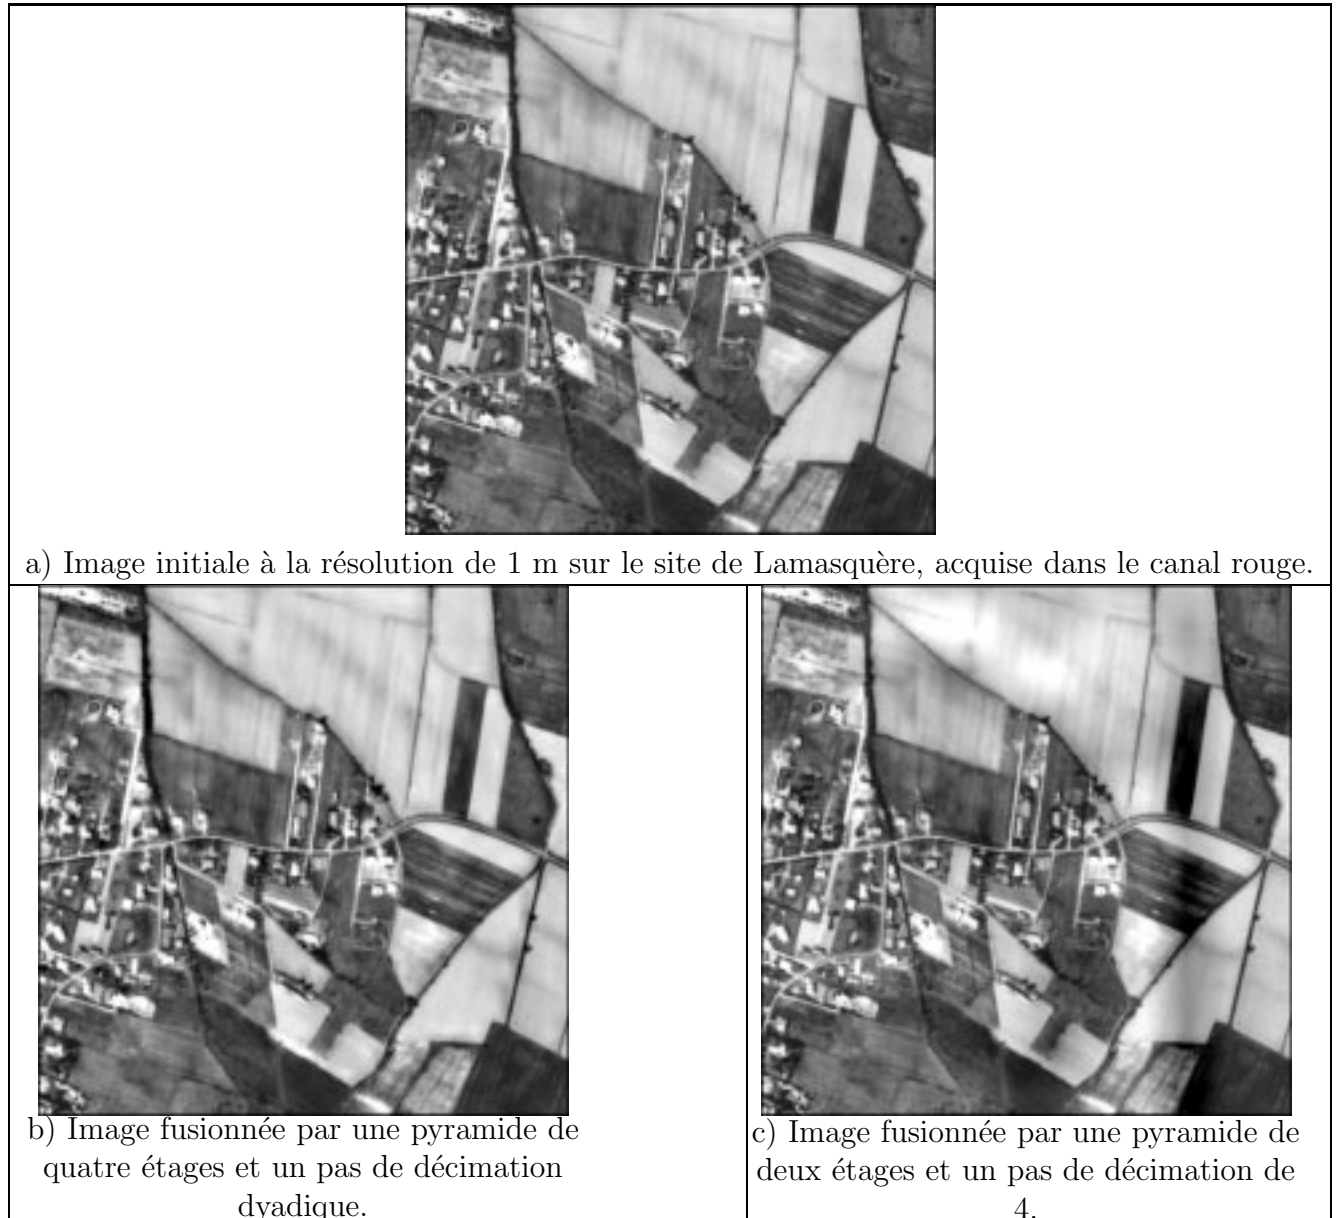 a) Image initiale à la résolution de 1 m sur le site de Lamasquère, acquise dans le canal rouge.
b) Image fusionnée par une pyramide de
quatre étages et un pas de décimation
dyadique.
c) Image fusionnée par une pyramide de
deux étages et un pas de décimation de
4.